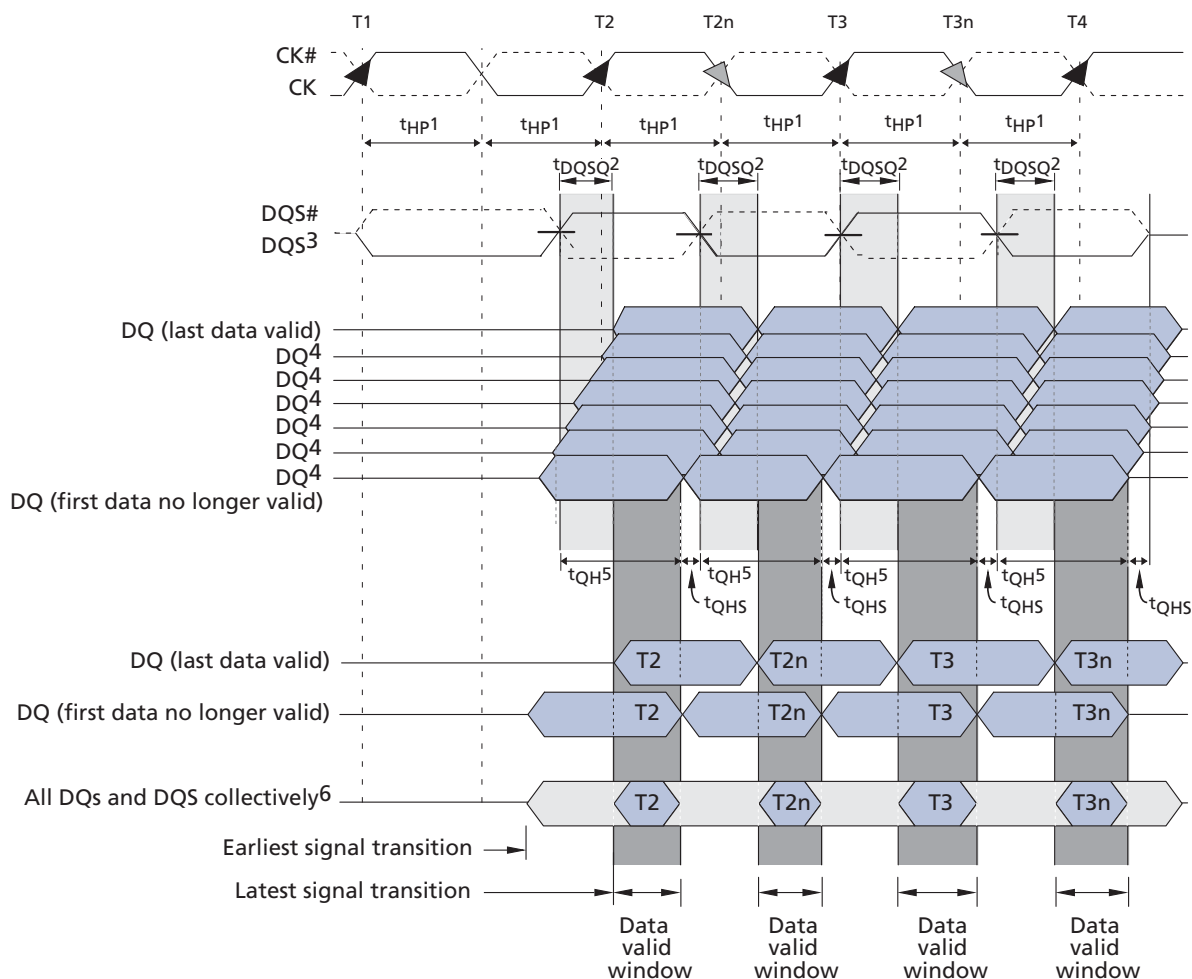 T1 T2 T2n T3 T3n T4
CK#
CK
tHP1 tHP1 tHP1 tHP1 tHP1 tHP1
tDQSQ2 tDQSQ2 tDQSQ2 tDQSQ2
DQS#
DQS3
DQ (last data valid)
DQ4
DQ4
DQ4
DQ4
DQ4
DQ4
DQ (first data no longer valid)
tQH5 tQH5 tQH5 tQH5
tQHS tQHS tQHS tQHS
DQ (last data valid) T2 T2n T3 T3n
DQ (first data no longer valid) T2 T2n T3 T3n
All DQs and DQS collectively6 T2 T2n T3 T3n
Earliest signal transition
Latest signal transition
Data Data Data Data
valid valid valid valid
window window window window